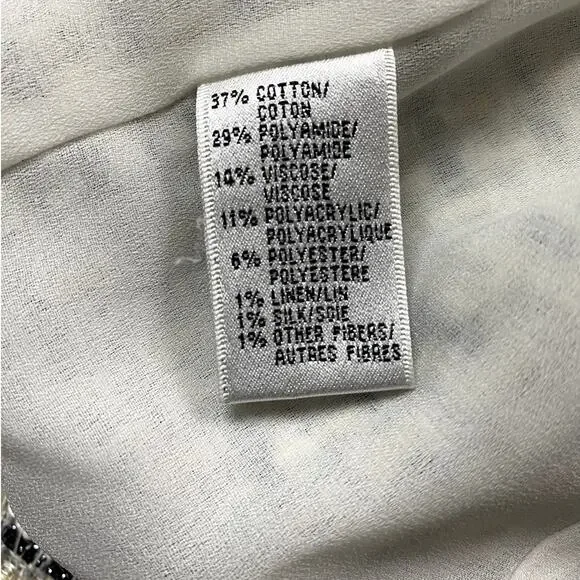 37% COTTON/
COTON
29% POLYAMIDE/
POLYAMIDE
14% VISCOSE/
VISCOSE
11% POLYACRYLIC/
POLYACRYLIQUE
6% POLYESTER/
POLYESTERE
1% LINEN/LIN
1% SILK/SOIE
1% OTHER FIBERS/
AUTRES FIBRES